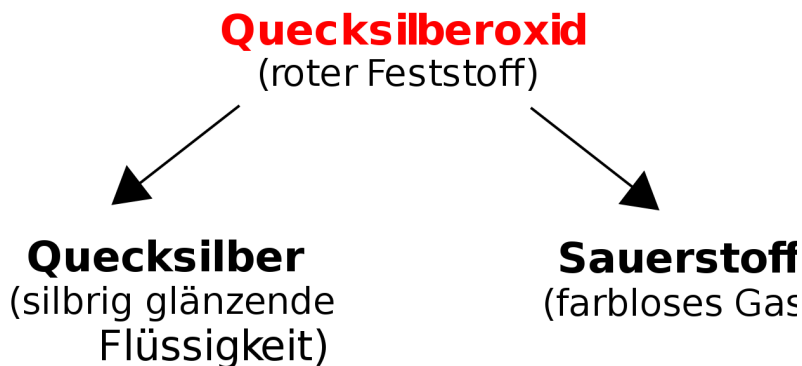 Quecksilberoxid
(roter Feststoff)
Quecksilber
(silbrig glänzende
Flüssigkeit)
Sauerstoff
(farbloses Gas